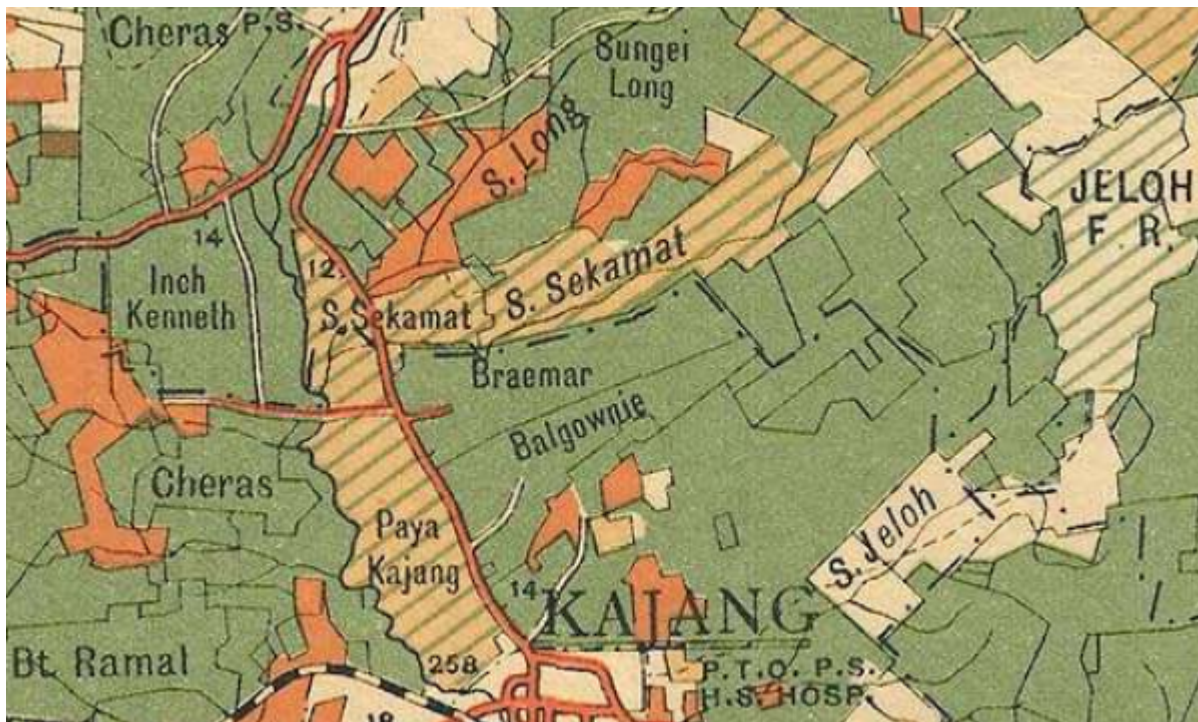 Cheras P.S.
Sungei
Long
S. Long
JELOH
F. R.
14
12.
Inch
Kenneth
S. Sekamat
S. Sekamat
Braemar
Balgownie
Cheras
Paya
Kajang
S. Jeloh
14
KAJANG
Bt. Ramal
258
P.T.O. P.S.
H.S. HOSP.
18